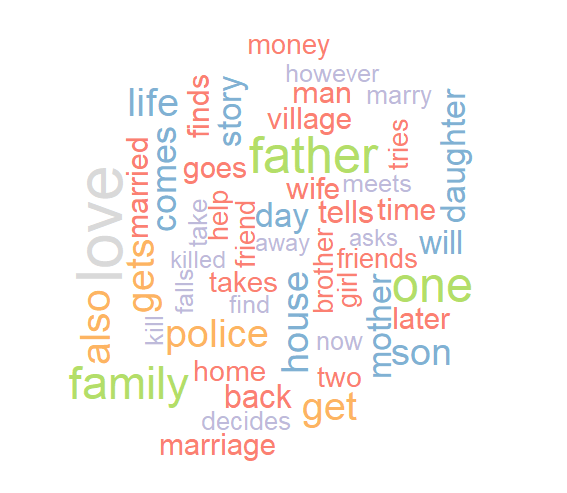 money
however
finds
life
story
man
marry
village
daughter
father
tries
comes
married
goes
wife
meets
love
take
help
friend
day
tells
time
away
asks
will
killed
brother
friends
gets
falls
takes
girl
one
also
find
house
mother
later
kill
police
now
son
family
home
two
back
get
decides
marriage